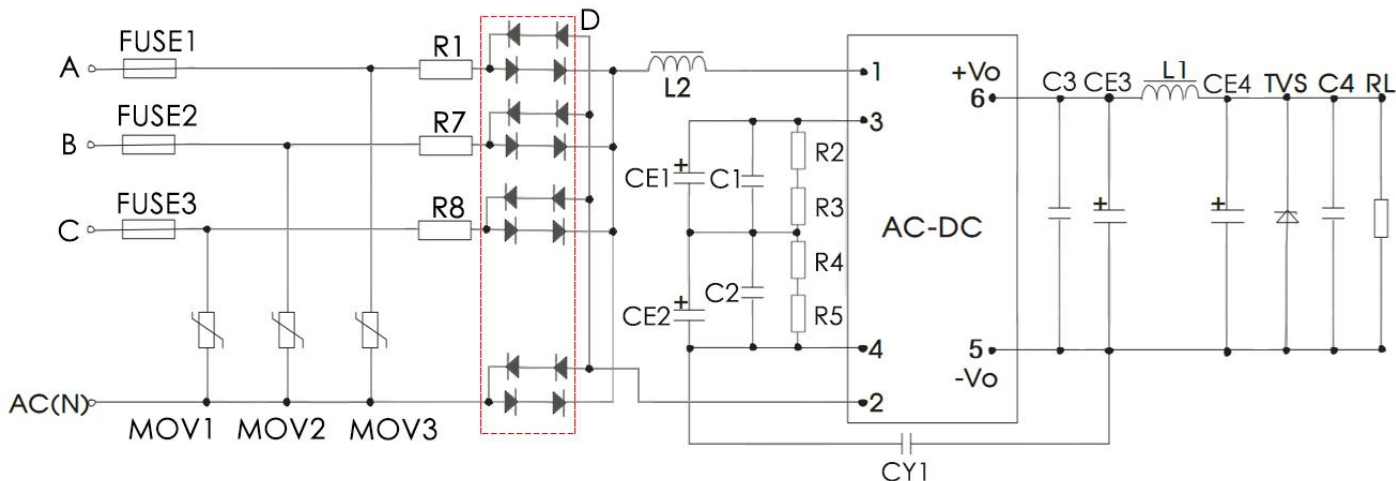 FUSE1
A
R1
D
L2
1
+Vo
6
C3
CE3
L1
CE4
TVS
C4
RL
FUSE2
B
R7
3
+
CE1
C1
R2
R3
FUSE3
C
R8
AC-DC
+
+
+
CE2
C2
R4
R5
4
5
-Vo
AC(N)
MOV1
MOV2
MOV3
2
CY1